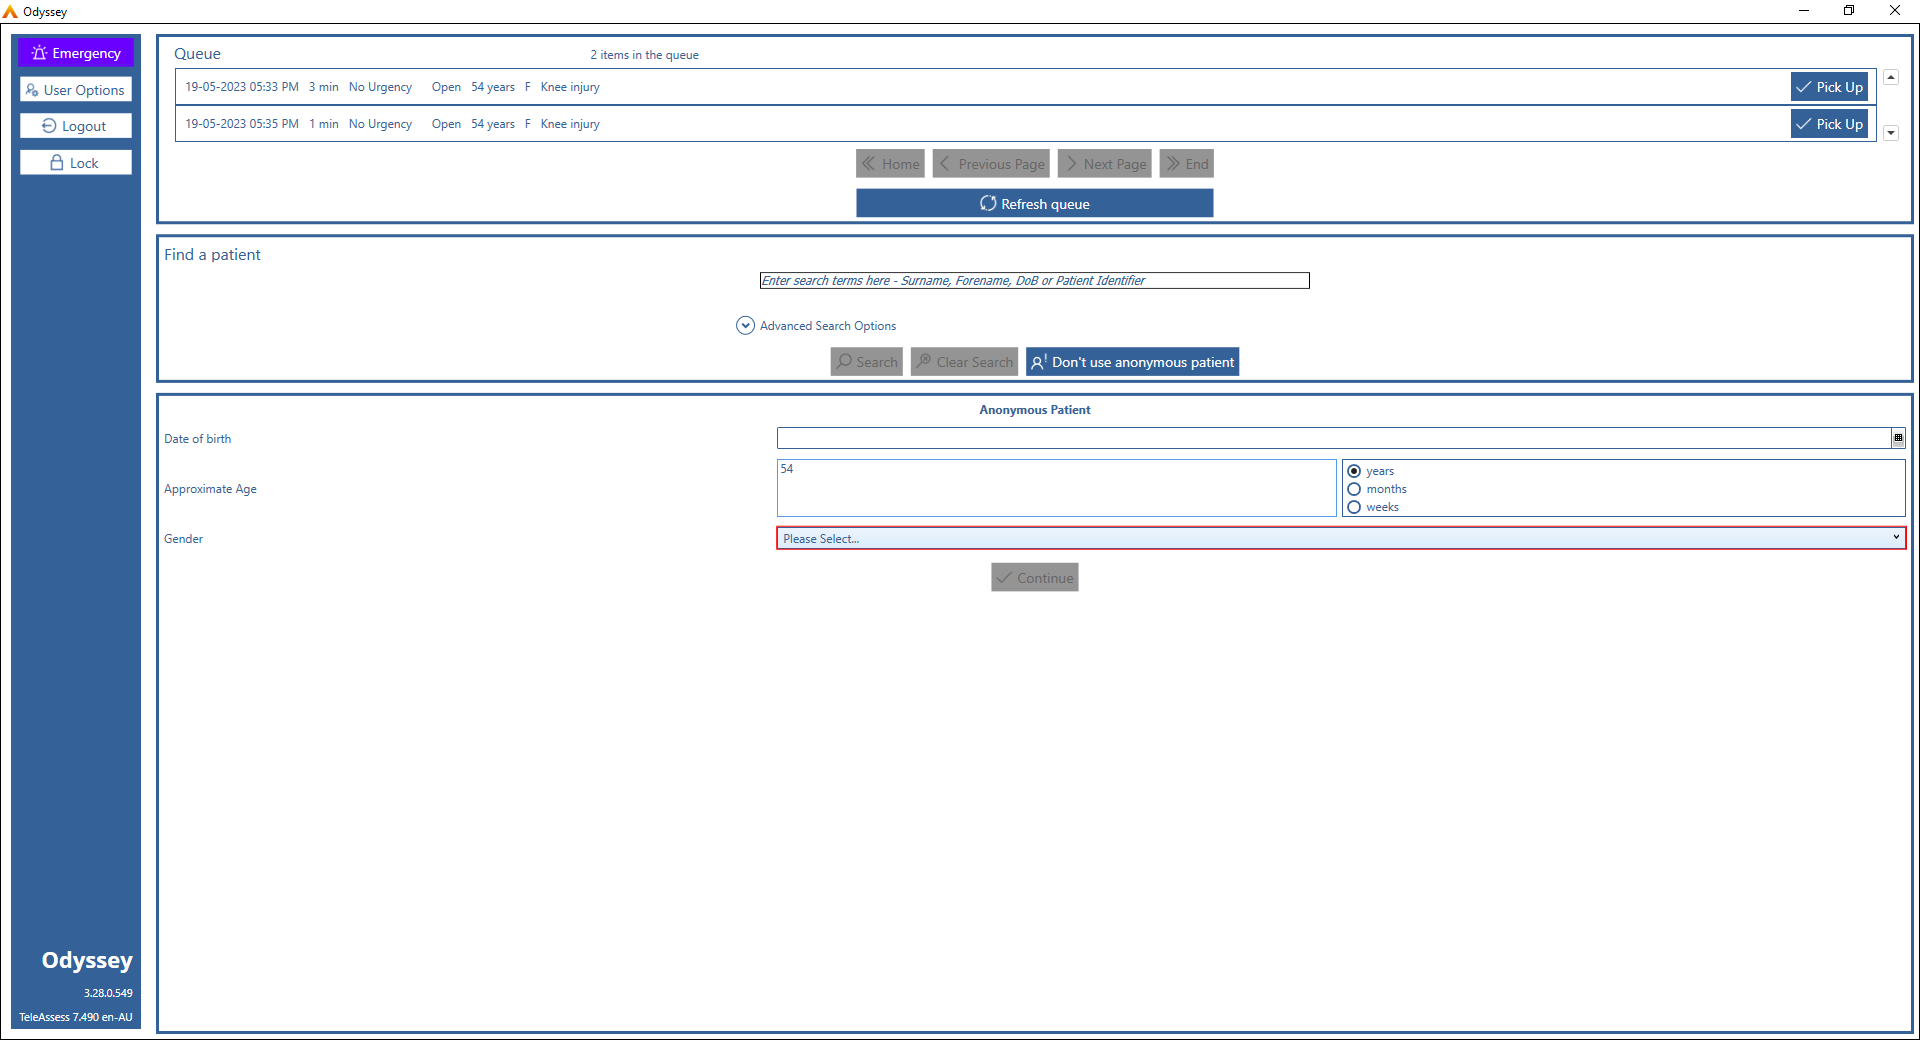 Odyssey
Emergency
User Options
Logout
Lock
Queue 2 items in the queue
19-05-2023 05:33 PM 3 min No Urgency Open 54 years F Knee injury Pick Up
19-05-2023 05:35 PM 1 min No Urgency Open 54 years F Knee injury Pick Up
Home Previous Page Next Page End
Refresh queue
Find a patient
Enter search terms here - Surname, Forename, DoB or Patient Identifier
Advanced Search Options
Search Clear Search Don't use anonymous patient
Anonymous Patient
Date of birth
Approximate Age 54
years
months
weeks
Gender Please Select...
Continue
Odyssey
3.28.0.549
TeleAssess 7.490 en-AU